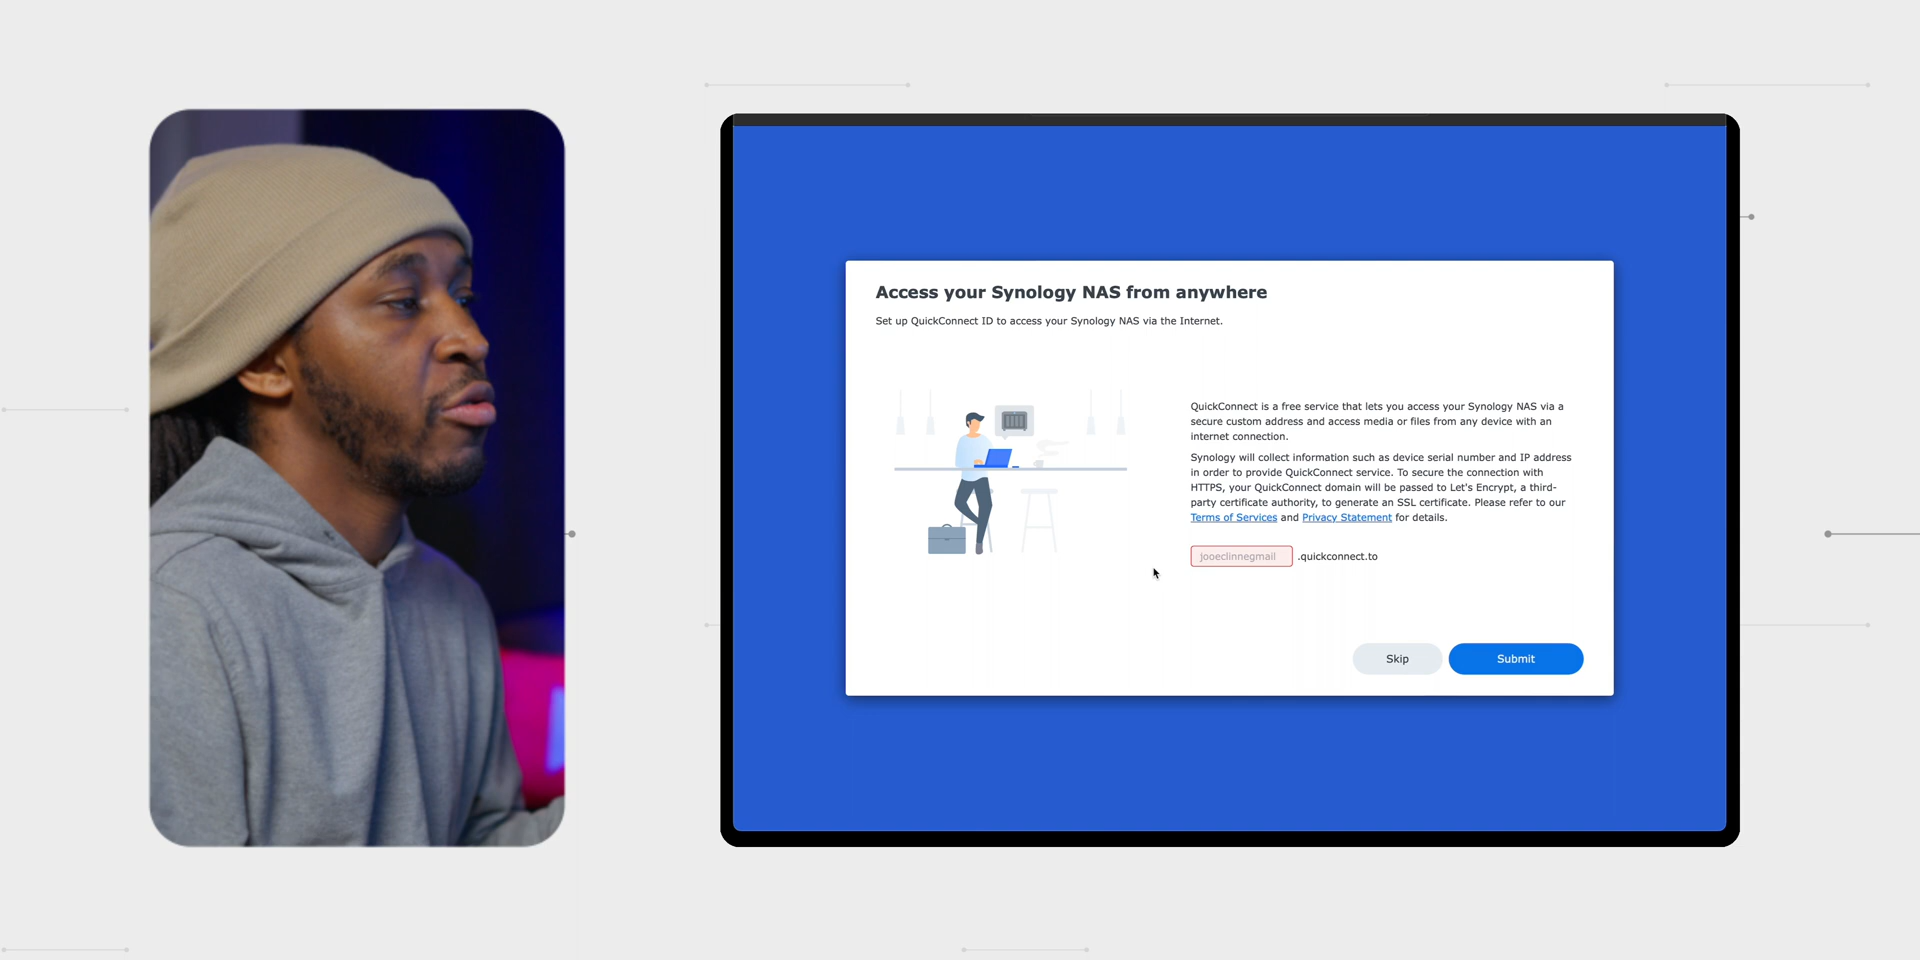 Access your Synology NAS from anywhere
Set up QuickConnect ID to access your Synology NAS via the Internet.
QuickConnect is a free service that lets you access your Synology NAS via a
secure custom address and access media or files from any device with an
internet connection.
Synology will collect information such as device serial number and IP address
in order to provide QuickConnect service. To secure the connection with
HTTPS, your QuickConnect domain will be passed to Let's Encrypt, a third-
party certificate authority, to generate an SSL certificate. Please refer to our
Terms of Services and Privacy Statement for details.
jooeclinnegmail .quickconnect.to
Skip Submit